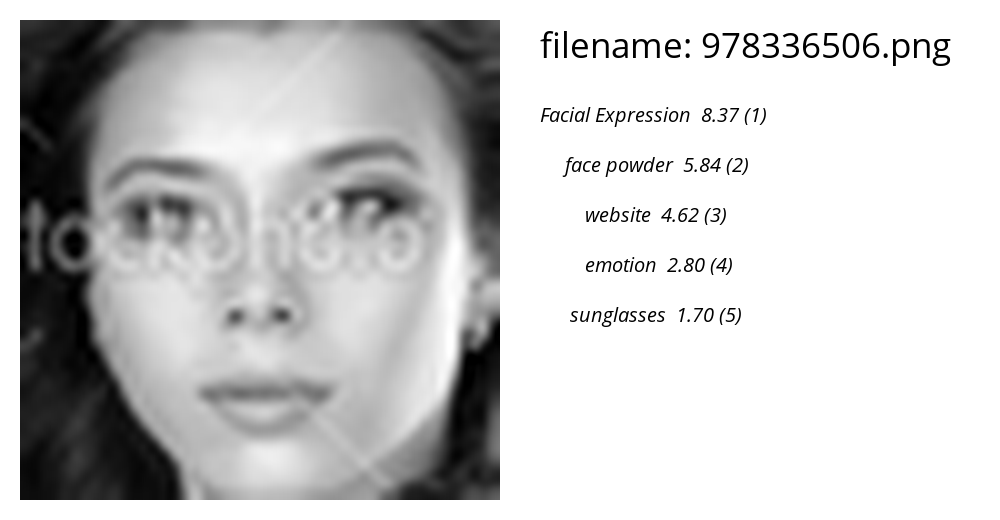 tockphoto
filename: 978336506.png
Facial Expression 8.37 (1)
face powder 5.84 (2)
website 4.62 (3)
emotion 2.80 (4)
sunglasses 1.70 (5)